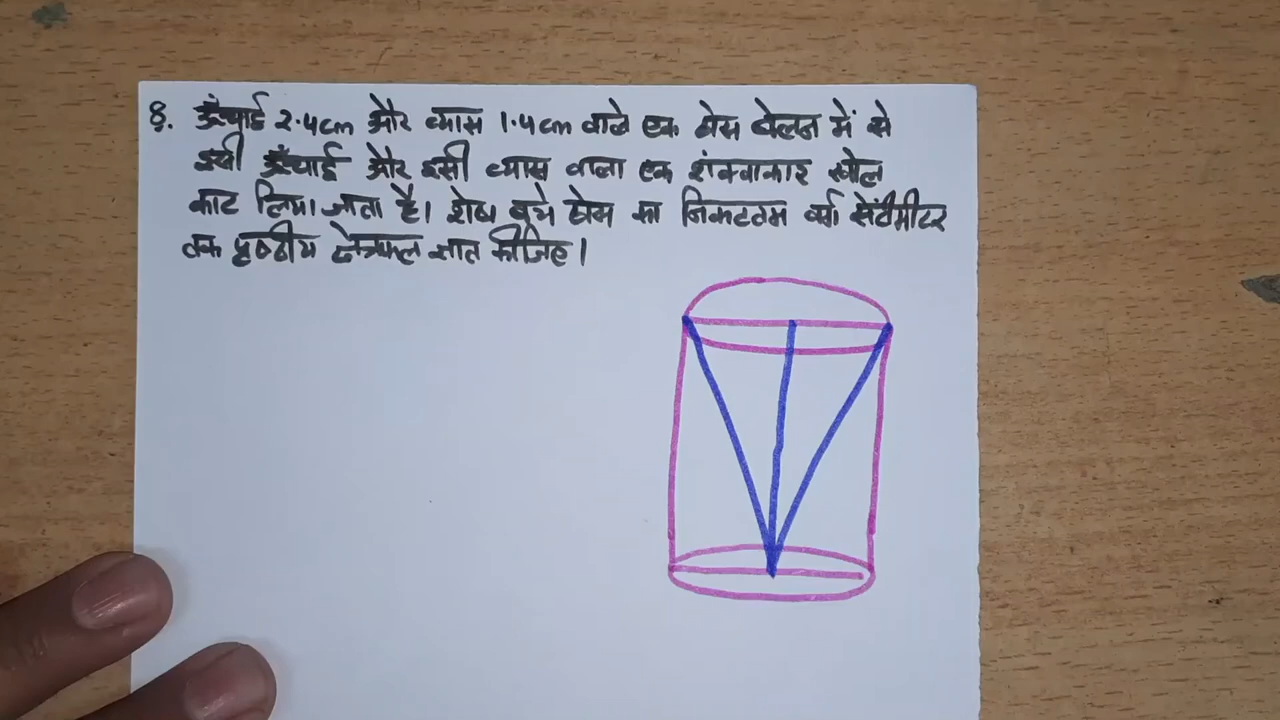 8. ऊँचाई 2.4cm और व्यास 1.4cm वाले एक ठोस बेलन में से
इसी ऊँचाई और इसी व्यास वाला एक शंक्वाकार खोल
काट लिया जाता है। शेष बचे ठोस का निकटतम वर्ग सेंटीमीटर
तक पृष्ठीय क्षेत्रफल ज्ञात कीजिए।